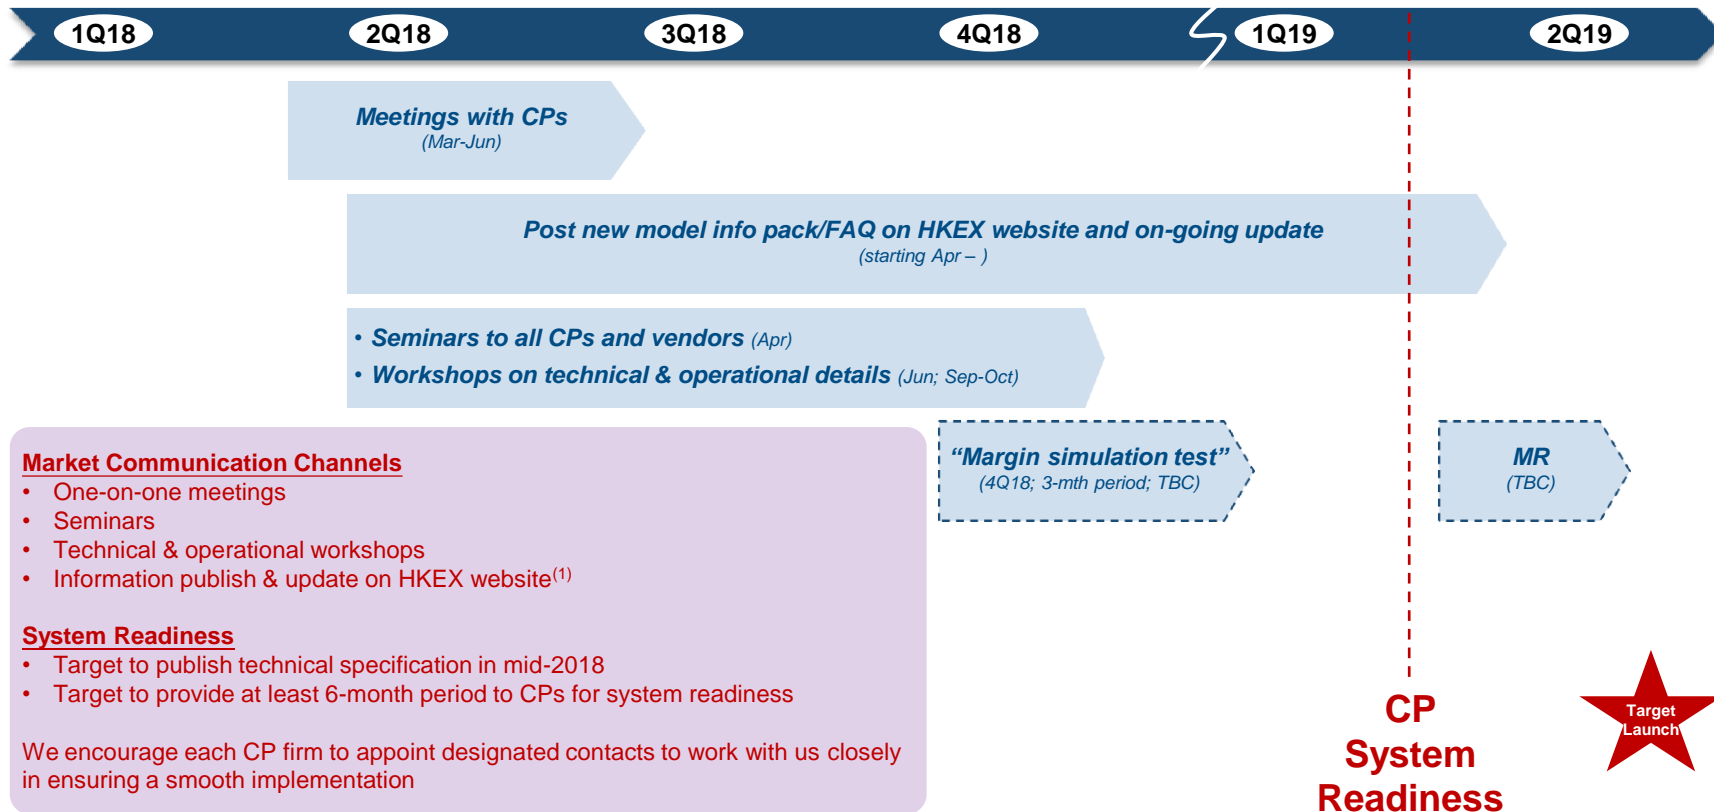 1Q18 2Q18 3Q18 4Q18 1Q19 2Q19
Meetings with CPs
(Mar-Jun)
Post new model info pack/FAQ on HKEX website and on-going update
(starting Apr – )
• Seminars to all CPs and vendors (Apr)
• Workshops on technical & operational details (Jun; Sep-Oct)
“Margin simulation test”
(4Q18; 3-mth period; TBC)
MR
(TBC)
Market Communication Channels
• One-on-one meetings
• Seminars
• Technical & operational workshops
• Information publish & update on HKEX website(1)
System Readiness
• Target to publish technical specification in mid-2018
• Target to provide at least 6-month period to CPs for system readiness
We encourage each CP firm to appoint designated contacts to work with us closely
in ensuring a smooth implementation
CP
System
Readiness
Target
Launch